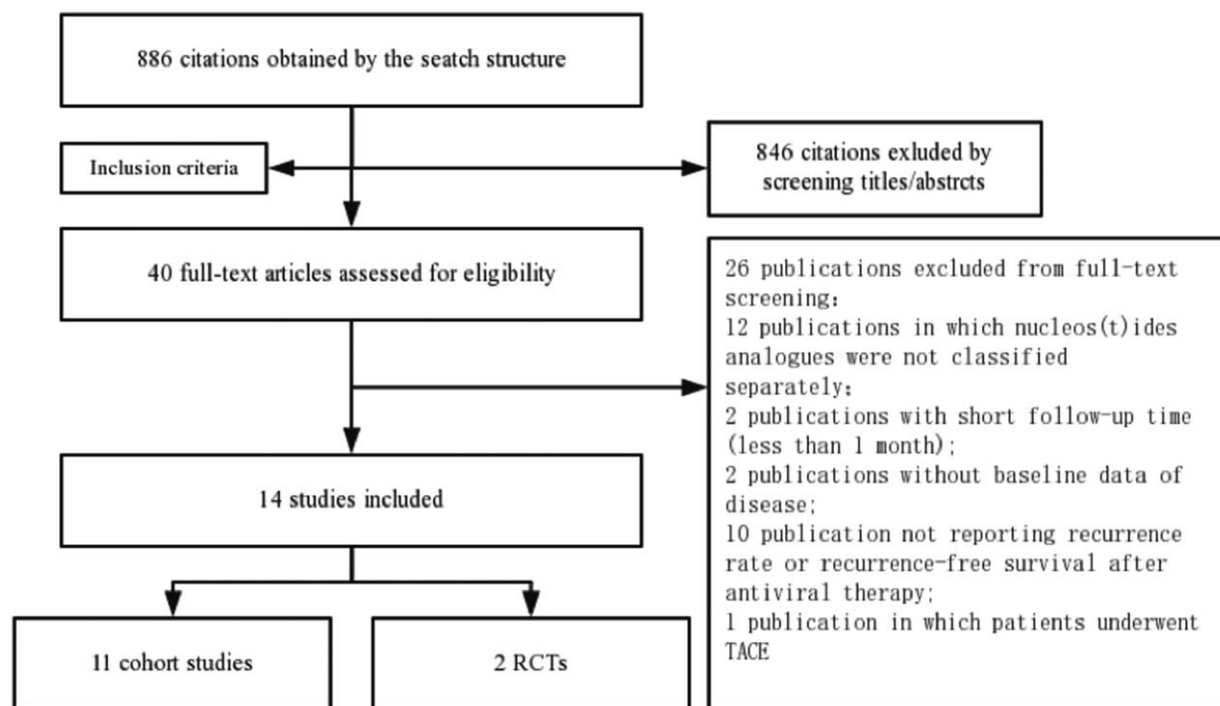 886 citations obtained by the seatch structure
Inclusion criteria
846 citations exluded by
screening titles/abstrcts
40 full-text articles assessed for eligibility
26 publications excluded from full-text
screening:
12 publications in which nucleos(t)ides
analogues were not classified
separately:
2 publications with short follow-up time
(less than 1 month);
2 publications without baseline data of
disease;
10 publication not reporting recurrence
rate or recurrence-free survival after
antiviral therapy;
1 publication in which patients underwent
TACE
14 studies included
11 cohort studies
2 RCTs